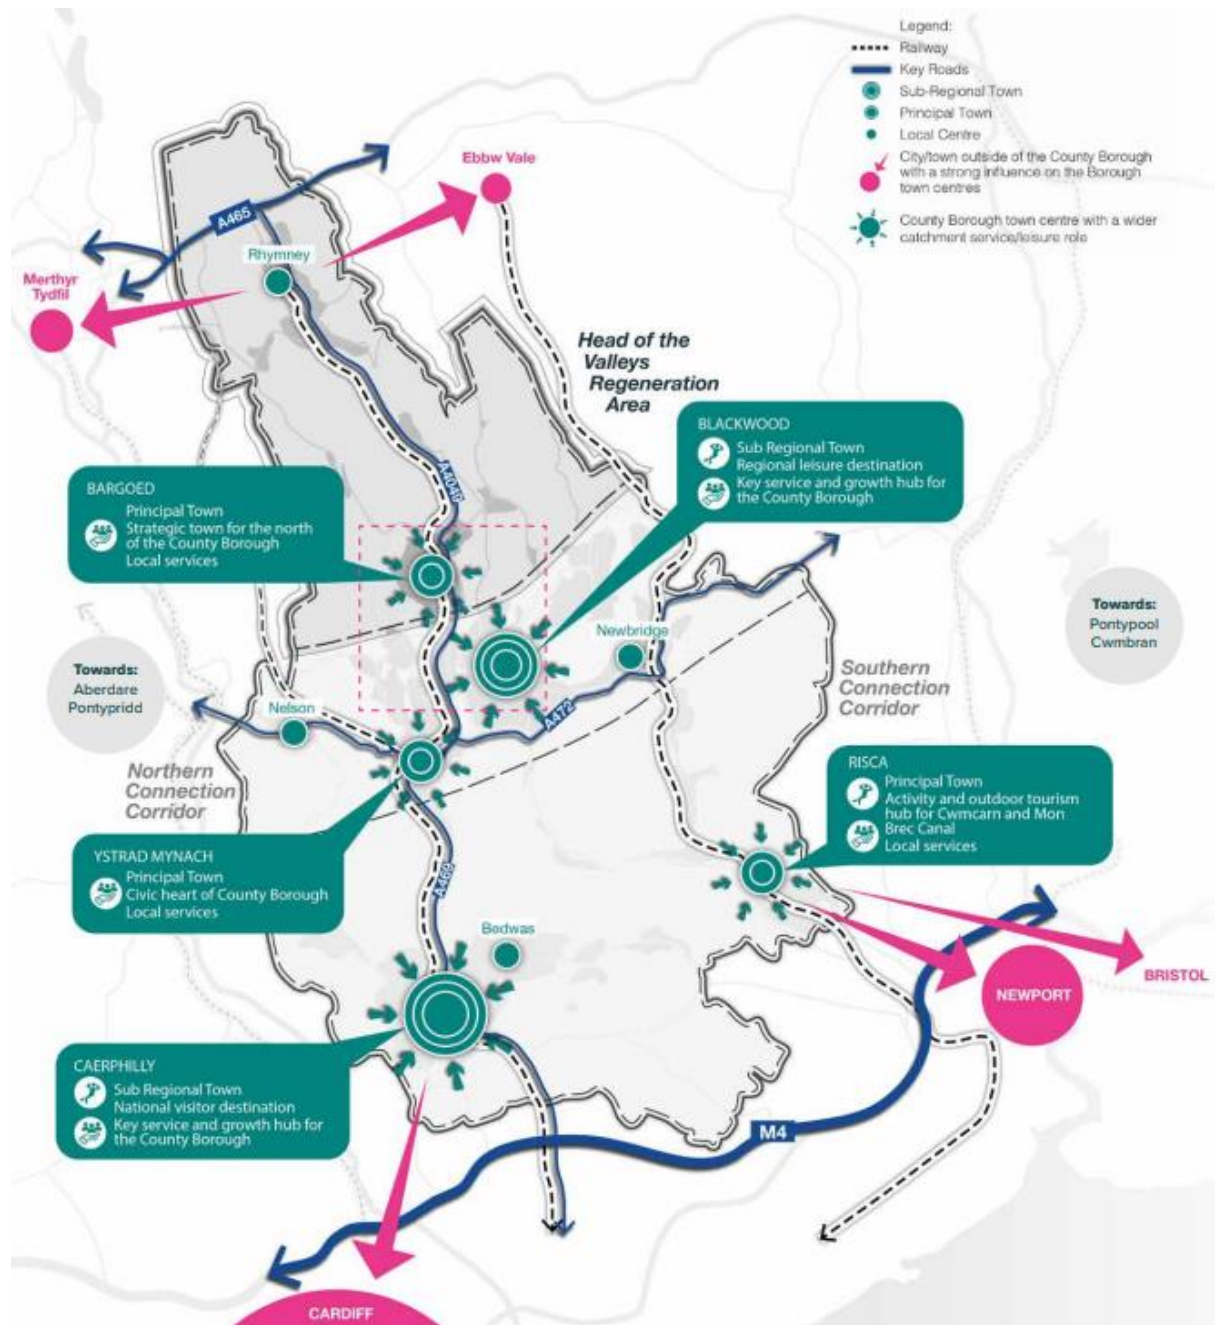 Legend:
Railway
Key Roads
Sub-Regional Town
Principal Town
Local Centre
City/town outside of the County Borough
with a strong influence on the Borough
town centres
County Borough town centre with a wider
catchment service/leisure role
Ebbw Vale
A465
Rhymney
Merthyr
Tydfil
Head of the
Valleys
Regeneration
Area
BLACKWOOD
Sub Regional Town
Regional leisure destination
Key service and growth hub for
the County Borough
A4049
BARGOED
Principal Town
Strategic town for the north
of the County Borough
Local services
Towards:
Pontypool
Cwmbran
Newbridge
Towards:
Aberdare
Pontypridd
Southern
Connection
Corridor
Nelson
A472
Northern
Connection
Corridor
RISCA
Principal Town
Activity and outdoor tourism
hub for Cwmcarn and Mon
Brec Canal
Local services
YSTRAD MYNACH
Principal Town
Civic heart of County Borough
Local services
A469
Bedwas
BRISTOL
NEWPORT
CAERPHILLY
Sub Regional Town
National visitor destination
Key service and growth hub for
the County Borough
M4
CARDIFF